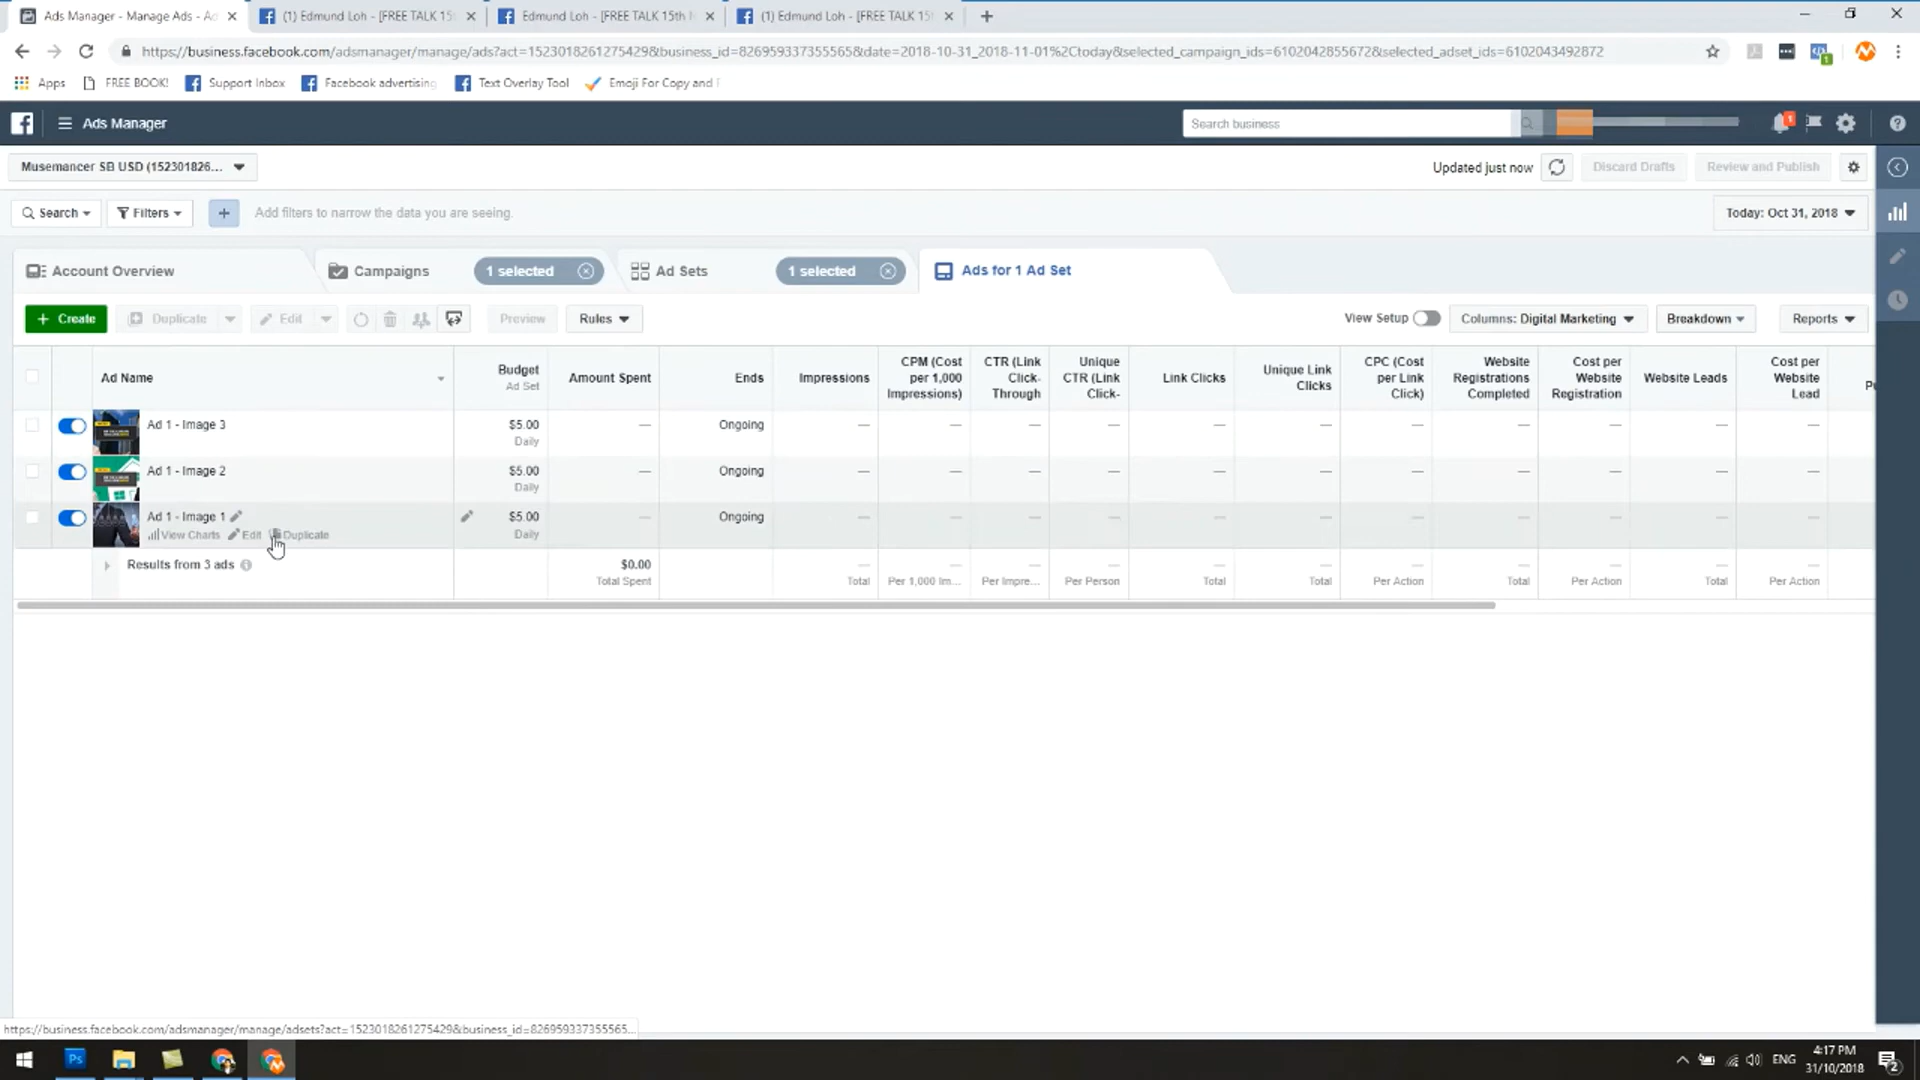 Ads Manager - Manage Ads - Ad
(1) Edmund Loh - [FREE TALK 15
Edmund Loh - [FREE TALK 15th
(1) Edmund Loh - [FREE TALK 15t
https://business.facebook.com/adsmanager/manage/ads?act=1523018261275429&business_id=826959337355565&date=2018-10-31_2018-11-01%2Ctoday&selected_campaign_ids=6102042855672&selected_adset_ids=6102043492872
Apps
FREE BOOK!
Support Inbox
Facebook advertising
Text Overlay Tool
Emoji For Copy and
Ads Manager
Search business
1
Musemancer SB USD (152301826...
Updated just now
Discard Drafts
Review and Publish
Search
Filters
Add filters to narrow the data you are seeing.
Today: Oct 31, 2018
Account Overview
Campaigns
1 selected
Ad Sets
1 selected
Ads for 1 Ad Set
+ Create
Duplicate
Edit
Preview
Rules
View Setup
Columns: Digital Marketing
Breakdown
Reports
Ad Name
Budget
Ad Set
Amount Spent
Ends
Impressions
CPM (Cost
per 1,000
Impressions)
CTR (Link
Click-
Through
Unique
CTR (Link
Click-
Link Clicks
Unique Link
Clicks
CPC (Cost
per Link
Click)
Website
Registrations
Completed
Cost per
Website
Registration
Website Leads
Cost per
Website
Lead
Ad 1 - Image 3
$5.00
Daily
—
Ongoing
— — — — — — — — — — —
Ad 1 - Image 2
$5.00
Daily
—
Ongoing
— — — — — — — — — — —
Ad 1 - Image 1
View Charts Edit Duplicate
$5.00
Daily
—
Ongoing
— — — — — — — — — — —
Results from 3 ads
$0.00
Total Spent
— — — — — — — — — — —
Total
Per 1,000 Im...
Per Impre...
Per Person
Total
Total
Per Action
Total
Per Action
Total
Per Action
https://business.facebook.com/adsmanager/manage/adsets?act=1523018261275429&business_id=826959337355565...
Ps
ENG
4:17 PM
31/10/2018
2